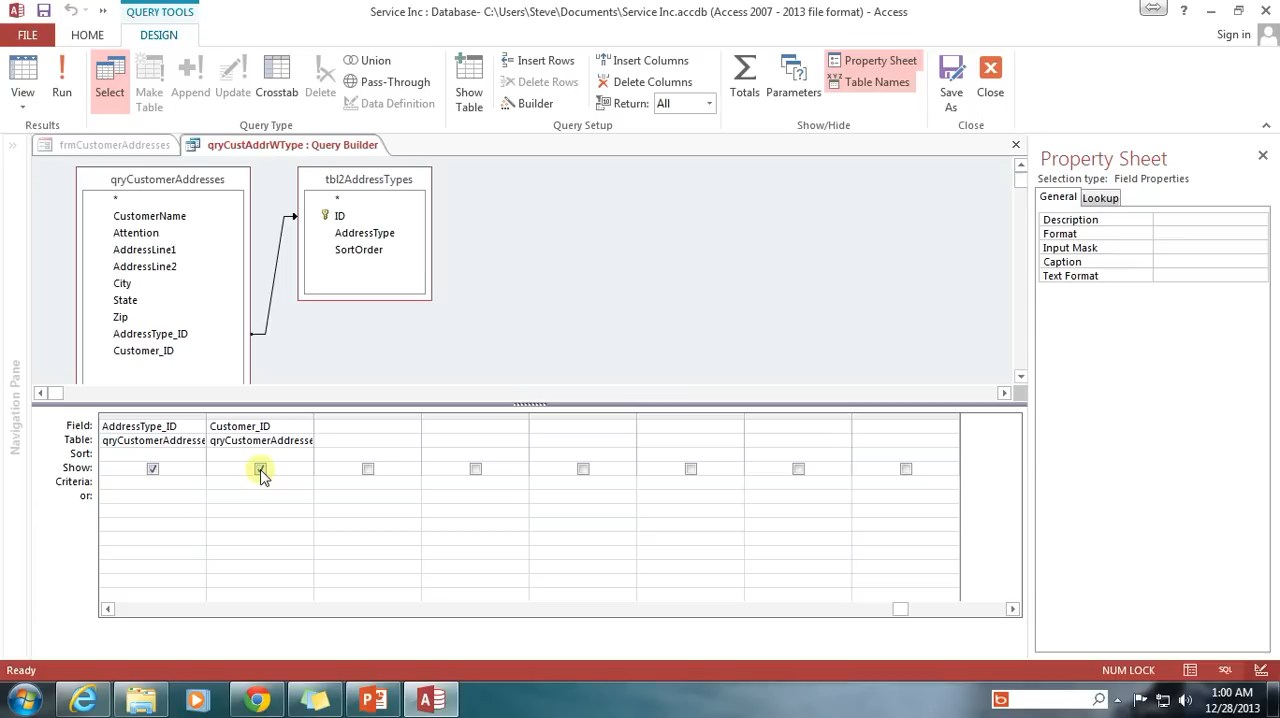 QUERY TOOLS
Service Inc : Database- C:\Users\Steve\Documents\Service Inc.accdb (Access 2007 - 2013 file format) - Access
FILE HOME DESIGN Sign in
View Run Select Make Table Append Update Crosstab Delete
Union
Pass-Through
Data Definition
Show Table
Insert Rows
Delete Rows
Builder
Insert Columns
Delete Columns
Return: All
Totals Parameters
Property Sheet
Table Names
Save As
Close
Results Query Type Query Setup Show/Hide Close
frmCustomerAddresses qryCustAddrWType : Query Builder
qryCustomerAddresses
*
CustomerName
Attention
AddressLine1
AddressLine2
City
State
Zip
AddressType_ID
Customer_ID
tbl2AddressTypes
*
ID
AddressType
SortOrder
Property Sheet
Selection type: Field Properties
General Lookup
Description
Format
Input Mask
Caption
Text Format
Navigation Pane
Field: AddressType_ID Customer_ID
Table: qryCustomerAddresse qryCustomerAddresse
Sort:
Show:
Criteria:
or:
Ready NUM LOCK SQL
1:00 AM
12/28/2013